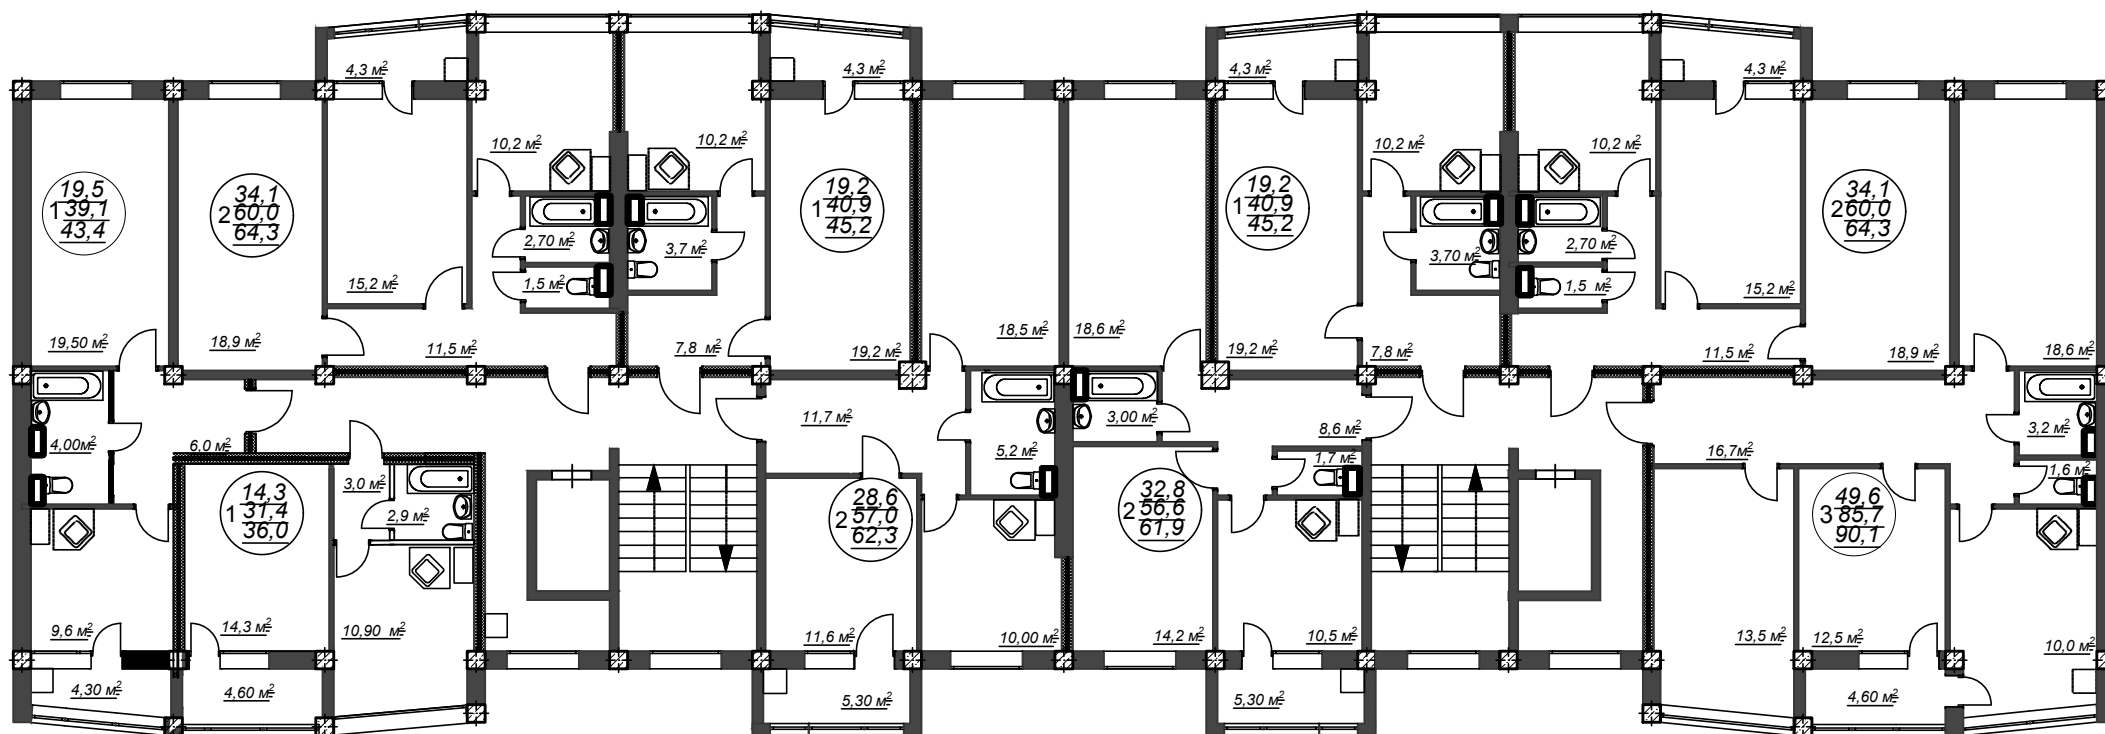 4,3 м²
4,3 м²
4,3 м²
4,3 м²
10,2 м²
10,2 м²
10,2 м²
10,2 м²
19,5
1 39,1
43,4
34,1
2 60,0
64,3
19,2
1 40,9
45,2
19,2
1 40,9
45,2
34,1
2 60,0
64,3
2,70 м²
3,7 м²
3,70 м²
2,70 м²
15,2 м²
1,5 м²
1,5 м²
15,2 м²
19,50 м²
18,9 м²
11,5 м²
7,8 м²
19,2 м²
18,5 м²
18,6 м²
19,2 м²
7,8 м²
11,5 м²
18,9 м²
18,6 м²
4,00м²
6,0 м²
11,7 м²
5,2 м²
3,00 м²
8,6 м²
16,7м²
3,2 м²
3,0 м²
1,7 м²
1,6 м²
14,3
1 31,4
36,0
2,9 м²
28,6
2 57,0
62,3
32,8
2 56,6
61,9
49,6
3 85,7
90,1
9,6 м²
14,3 м²
10,90 м²
11,6 м²
10,00 м²
14,2 м²
10,5 м²
13,5 м²
12,5 м²
10,0 м²
4,30 м²
4,60 м²
5,30 м²
5,30 м²
4,60 м²